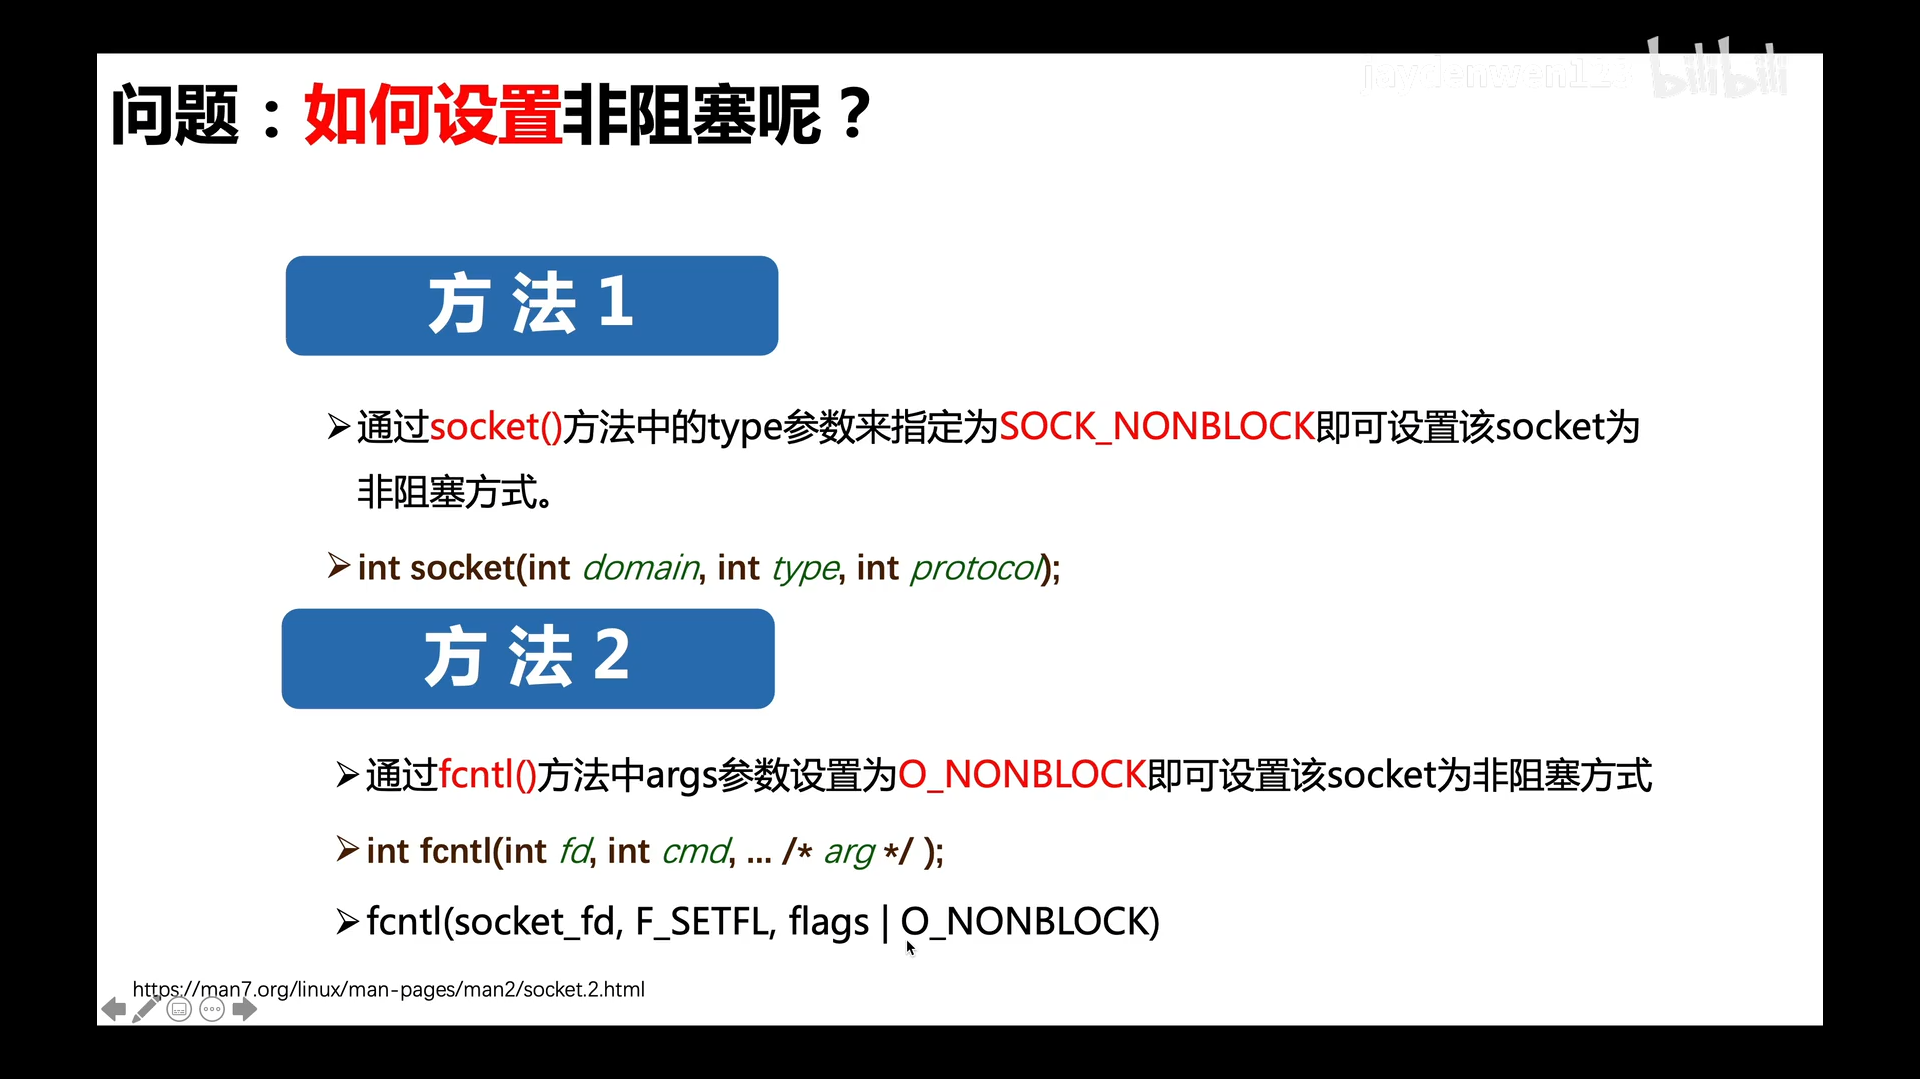 jaydenwen123 bilibili
问题：如何设置非阻塞呢？
方 法 1
通过socket()方法中的type参数来指定为SOCK_NONBLOCK即可设置该socket为
非阻塞方式。
int socket(int domain, int type, int protocol);
方 法 2
通过fcntl()方法中args参数设置为O_NONBLOCK即可设置该socket为非阻塞方式
int fcntl(int fd, int cmd, ... /* arg */ );
fcntl(socket_fd, F_SETFL, flags | O_NONBLOCK)
https://man7.org/linux/man-pages/man2/socket.2.html